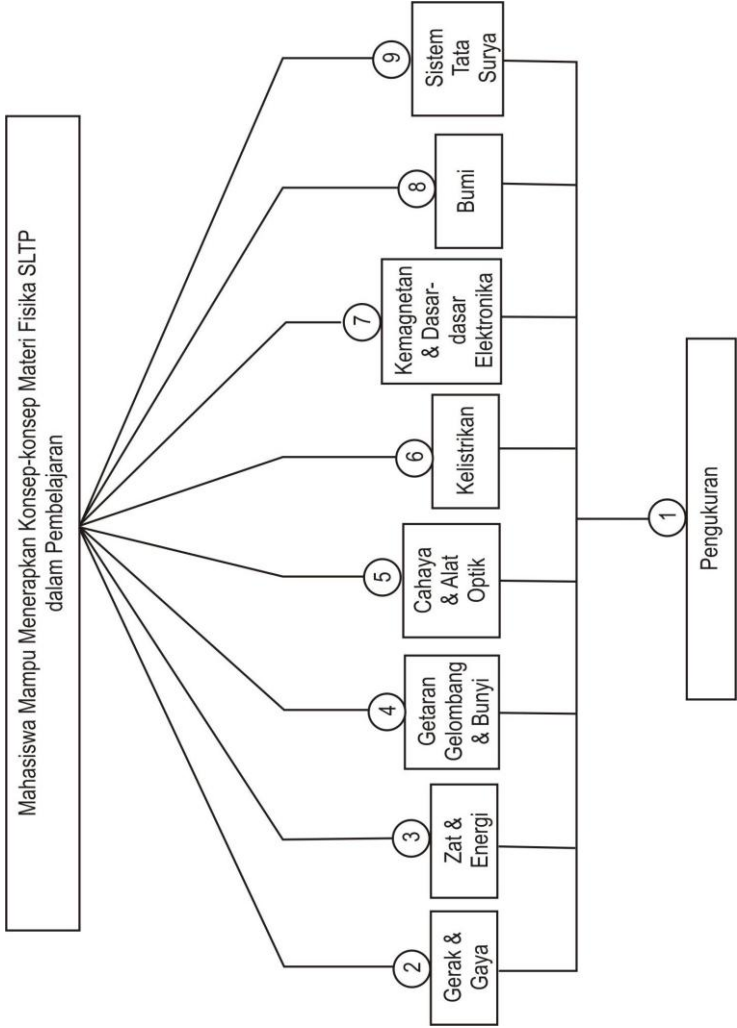 Mahasiswa Mampu Menerapkan Konsep-konsep Materi Fisika SLTP
dalam Pembelajaran
2
Gerak &
Gaya
3
Zat &
Energi
4
Getaran
Gelombang
& Bunyi
5
Cahaya
& Alat
Optik
6
Kelistrikan
7
Kemagnetan
& Dasar-
dasar
Elektronika
8
Bumi
9
Sistem
Tata
Surya
1
Pengukuran